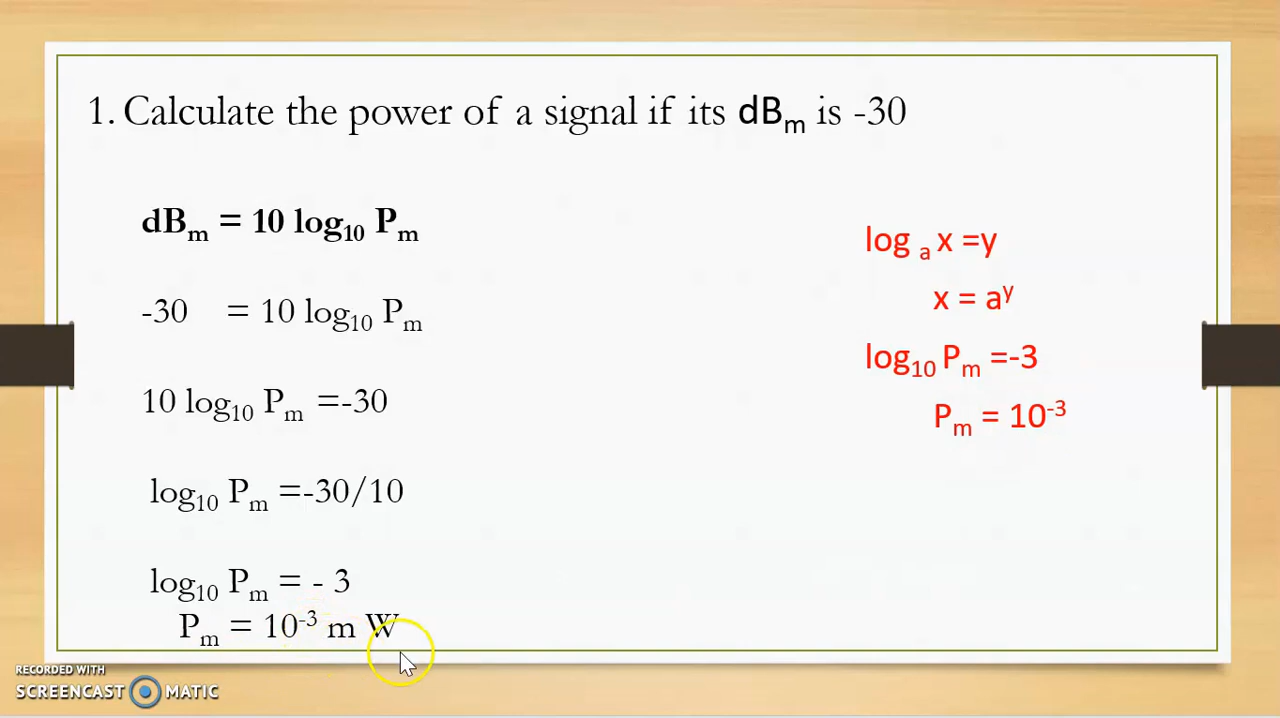 1. Calculate the power of a signal if its dBₘ is -30
dBₘ = 10 log₁₀ Pₘ
-30 = 10 log₁₀ Pₘ
10 log₁₀ Pₘ =-30
log₁₀ Pₘ =-30/10
log₁₀ Pₘ = - 3
Pₘ = 10⁻³ m W
log ₐ x =y
x = aʸ
log₁₀ Pₘ =-3
Pₘ = 10⁻³
RECORDED WITH
SCREENCAST MATIC